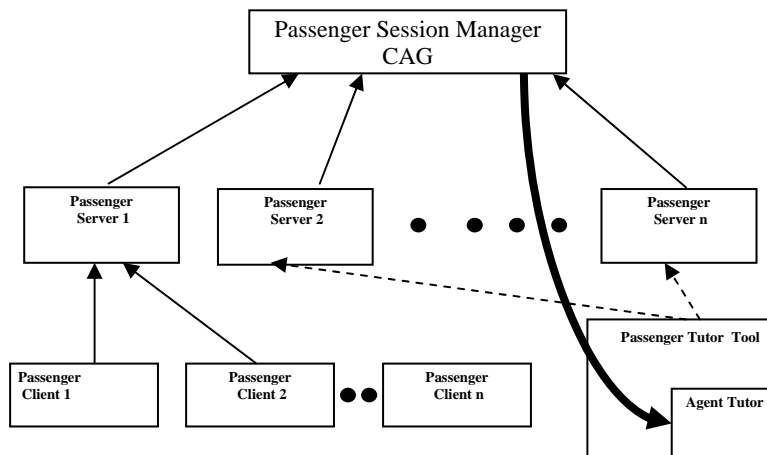 Passenger Session Manager
CAG
Passenger
Server 1
Passenger
Server 2
Passenger
Server n
Passenger Tutor Tool
Passenger
Client 1
Passenger
Client 2
Passenger
Client n
Agent Tutor